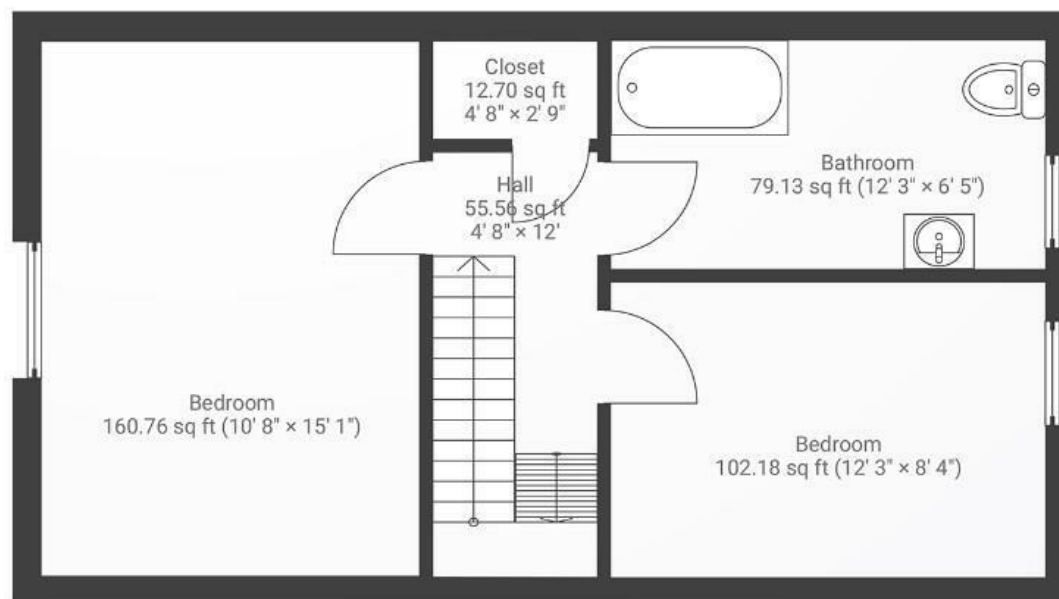 Closet
12.70 sq ft
4' 8" × 2' 9"
Hall
55.56 sq ft
4' 8" × 12'
Bathroom
79.13 sq ft (12' 3" × 6' 5")
Bedroom
160.76 sq ft (10' 8" × 15' 1")
Bedroom
102.18 sq ft (12' 3" × 8' 4")